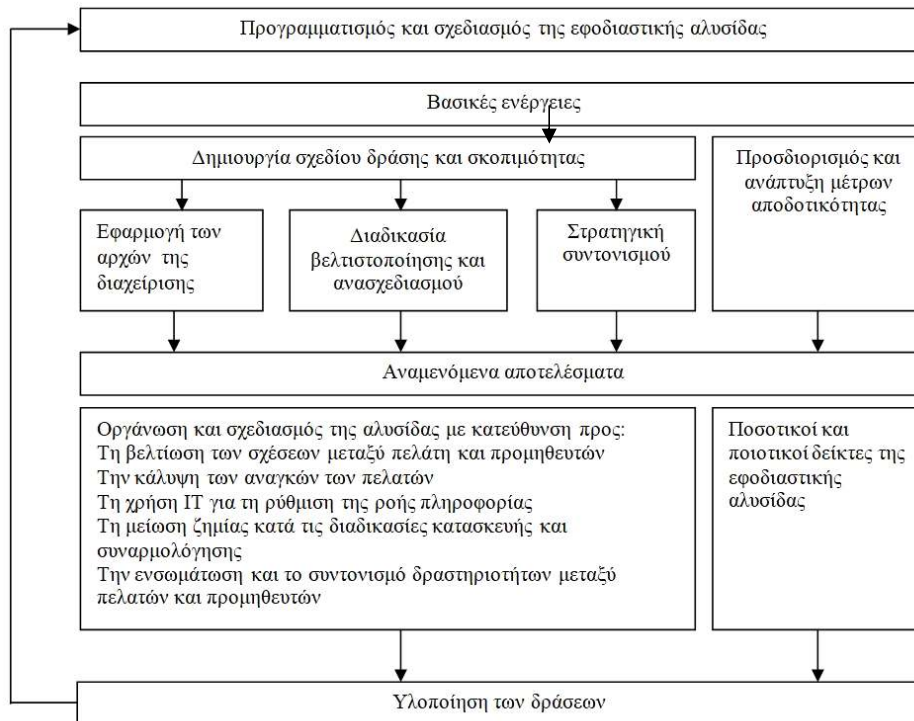 Προγραμματισμός και σχεδιασμός της εφοδιαστικής αλυσίδας
Βασικές ενέργειες
Δημιουργία σχεδίου δράσης και σκοπιμότητας
Προσδιορισμός και
ανάπτυξη μέτρων
αποδοτικότητας
Εφαρμογή των
αρχών της
διαχείρισης
Διαδικασία
βελτιστοποίησης και
ανασχεδιασμού
Στρατηγική
συντονισμού
Αναμενόμενα αποτελέσματα
Οργάνωση και σχεδιασμός της αλυσίδας με κατεύθυνση προς:
Τη βελτίωση των σχέσεων μεταξύ πελάτη και προμηθευτών
Την κάλυψη των αναγκών των πελατών
Τη χρήση IT για τη ρύθμιση της ροής πληροφορίας
Τη μείωση ζημίας κατά τις διαδικασίες κατασκευής και
συναρμολόγησης
Την ενσωμάτωση και το συντονισμό δραστηριοτήτων μεταξύ
πελατών και προμηθευτών
Ποσοτικοί και
ποιοτικοί δείκτες της
εφοδιαστικής
αλυσίδας
Υλοποίηση των δράσεων